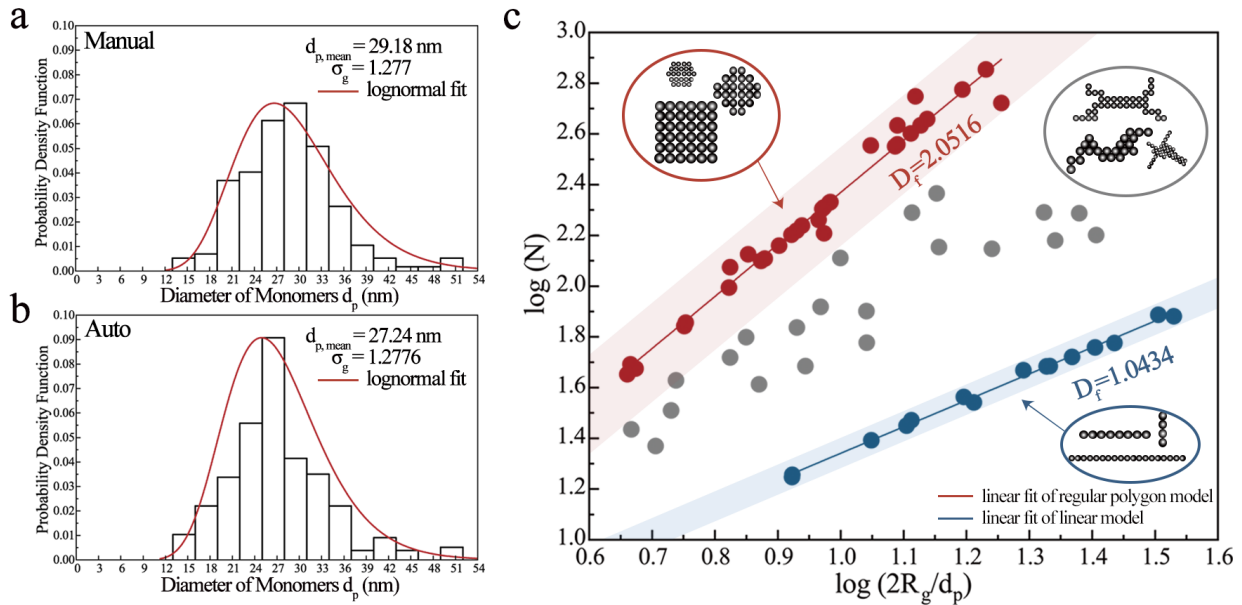 a
Manual
d_p, mean = 29.18 nm
σ_g = 1.277
lognormal fit
Probability Density Function
0.10
0.09
0.08
0.07
0.06
0.05
0.04
0.03
0.02
0.01
0.00
0 3 6 9 12 15 18 21 24 27 30 33 36 39 42 45 48 51 54
Diameter of Monomers d_p (nm)
b
Auto
d_p, mean = 27.24 nm
σ_g = 1.2776
lognormal fit
Probability Density Function
0.10
0.09
0.08
0.07
0.06
0.05
0.04
0.03
0.02
0.01
0.00
0 3 6 9 12 15 18 21 24 27 30 33 36 39 42 45 48 51 54
Diameter of Monomers d_p (nm)
c
log (N)
3.0
2.8
2.6
2.4
2.2
2.0
1.8
1.6
1.4
1.2
1.0
D_f=2.0516
D_f=1.0434
linear fit of regular polygon model
linear fit of linear model
0.6 0.7 0.8 0.9 1.0 1.1 1.2 1.3 1.4 1.5 1.6
log (2R_g/d_p)